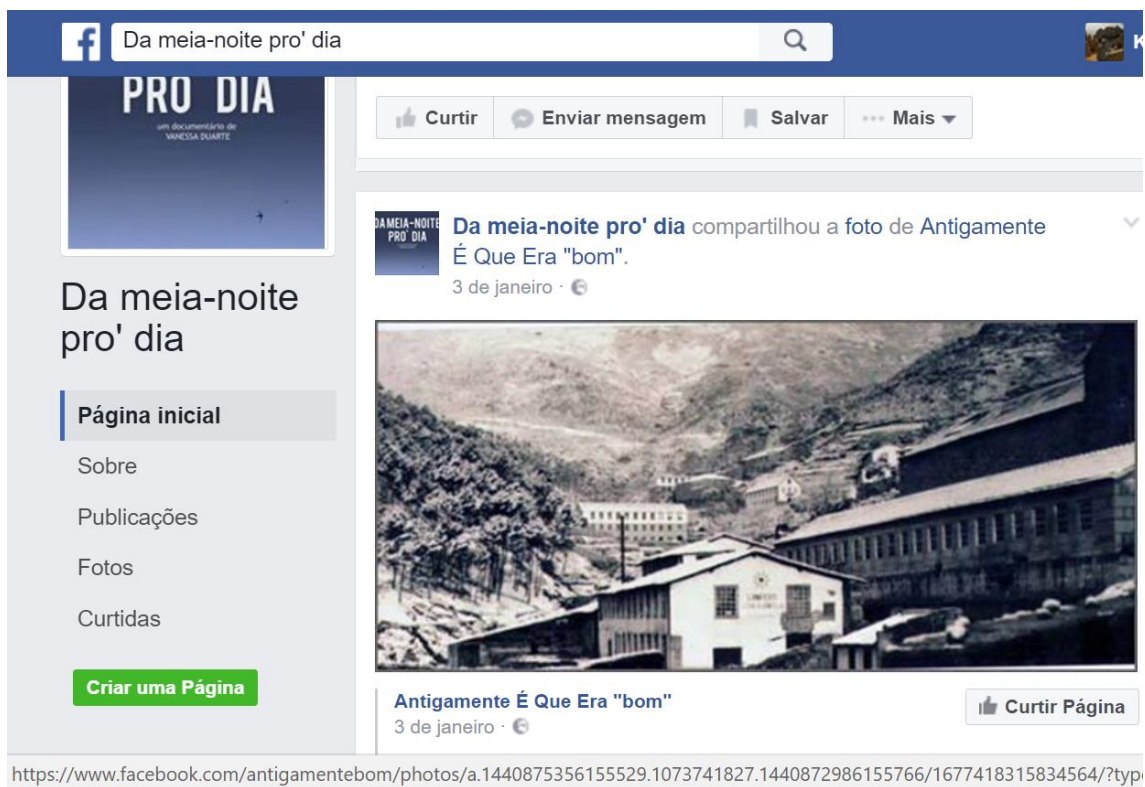 Da meia-noite pro' dia
K
PRO DIA
um documentário de
VANESSA DUARTE
Curtir
Enviar mensagem
Salvar
Mais
DA MEIA-NOITE
PRO' DIA
Da meia-noite pro' dia compartilhou a foto de Antigamente
É Que Era "bom".
3 de janeiro ·
Da meia-noite
pro' dia
Página inicial
Sobre
Publicações
Fotos
Curtidas
Criar uma Página
Antigamente É Que Era "bom"
3 de janeiro ·
Curtir Página
https://www.facebook.com/antigamentebom/photos/a.1440875356155529.1073741827.1440872986155766/1677418315834564/?type